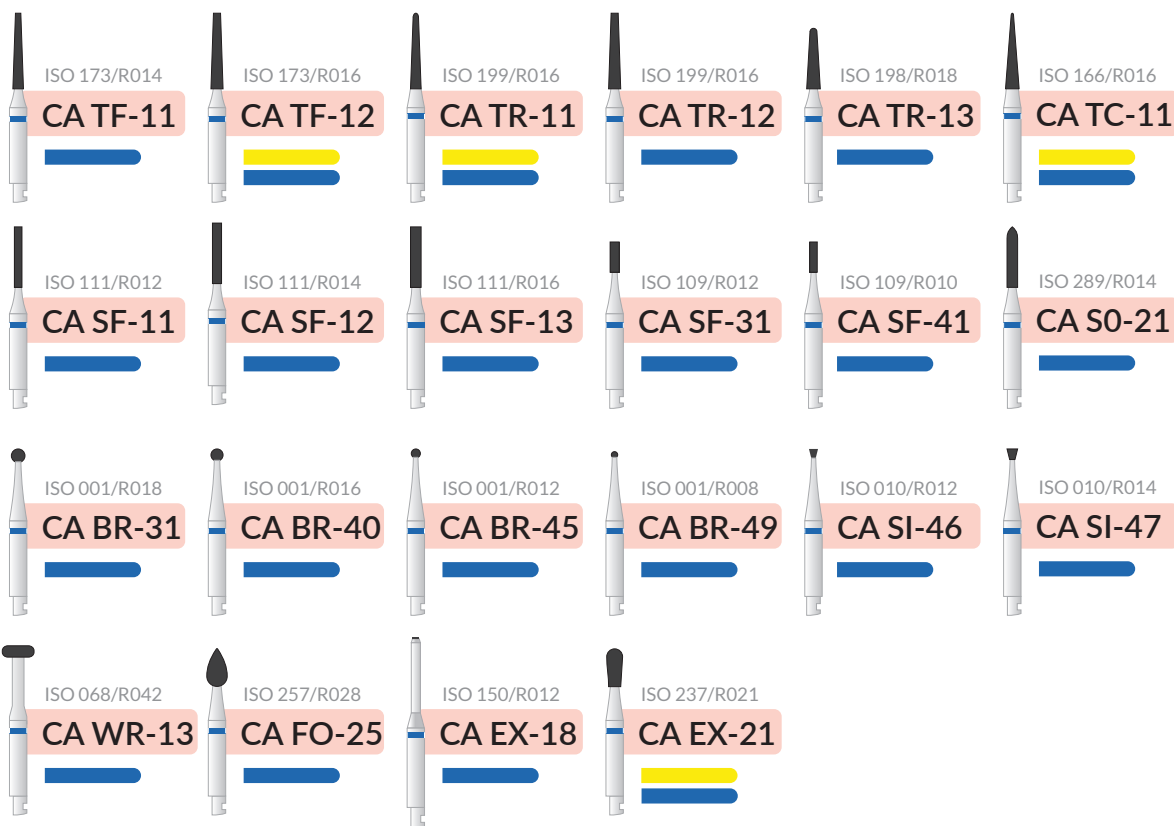 ISO 173/R014
CA TF-11
ISO 173/R016
CA TF-12
ISO 199/R016
CA TR-11
ISO 199/R016
CA TR-12
ISO 198/R018
CA TR-13
ISO 166/R016
CA TC-11
ISO 111/R012
CA SF-11
ISO 111/R014
CA SF-12
ISO 111/R016
CA SF-13
ISO 109/R012
CA SF-31
ISO 109/R010
CA SF-41
ISO 289/R014
CA S0-21
ISO 001/R018
CA BR-31
ISO 001/R016
CA BR-40
ISO 001/R012
CA BR-45
ISO 001/R008
CA BR-49
ISO 010/R012
CA SI-46
ISO 010/R014
CA SI-47
ISO 068/R042
CA WR-13
ISO 257/R028
CA FO-25
ISO 150/R012
CA EX-18
ISO 237/R021
CA EX-21